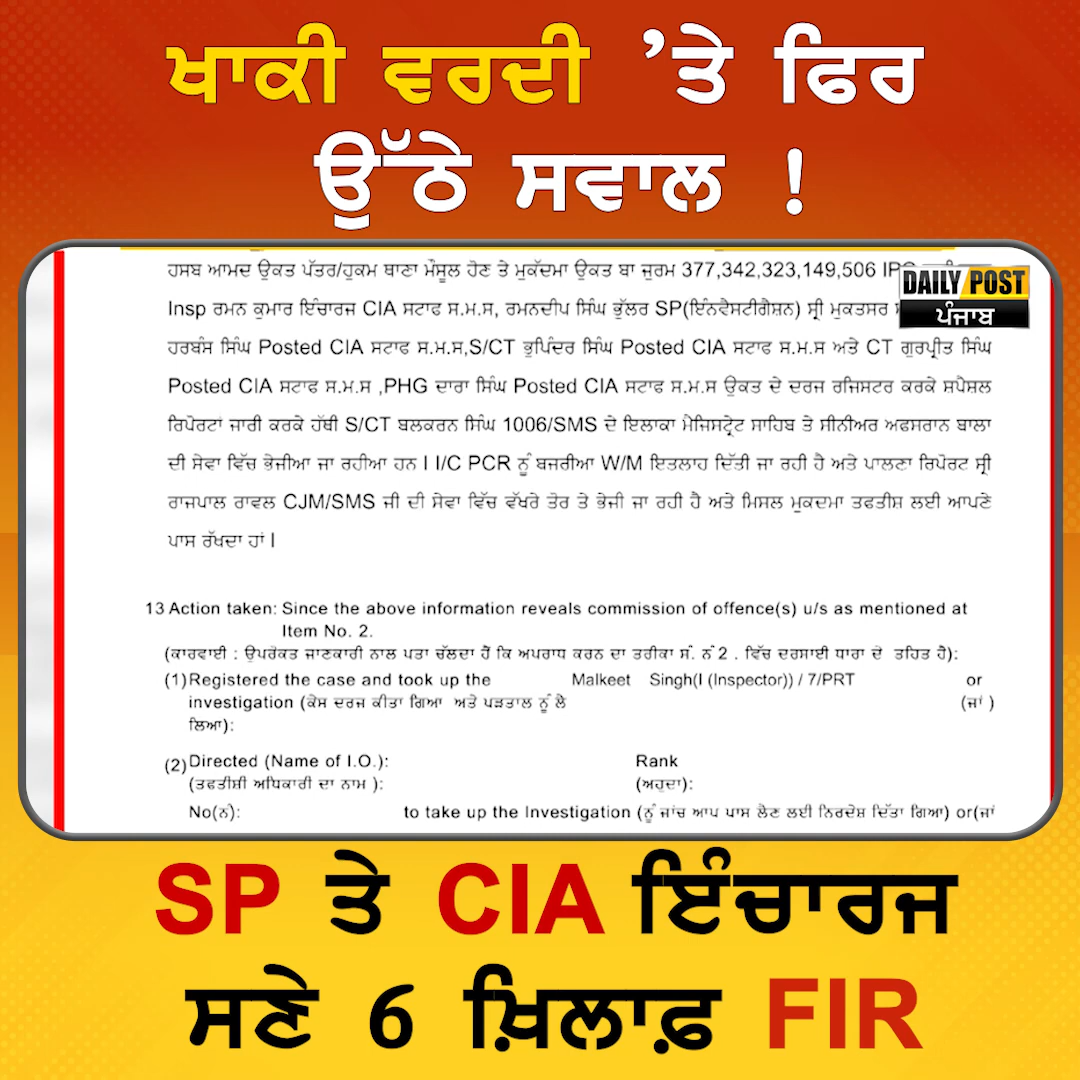 ਖਾਕੀ ਵਰਦੀ ’ਤੇ ਫਿਰ
ਉੱਠੇ ਸਵਾਲ !
ਹਸਬ ਆਮਦ ਉਕਤ ਪੱਤਰ/ਹੁਕਮ ਥਾਣਾ ਮੌਸੂਲ ਹੋਣ ਤੇ ਮੁਕੱਦਮਾ ਉਕਤ ਬਾ ਜੁਰਮ 377,342,323,149,506
DAILY POST
ਪੰਜਾਬ
Insp ਰਮਨ ਕੁਮਾਰ ਇੰਚਾਰਜ CIA ਸਟਾਫ ਸ.ਮ.ਸ, ਰਮਨਦੀਪ ਸਿੰਘ ਭੁੱਲਰ SP(ਇੰਨਵੈਸਟੀਗੈਸ਼ਨ) ਸ੍ਰੀ ਮੁਕਤਸਰ
ਹਰਬੰਸ ਸਿੰਘ Posted CIA ਸਟਾਫ ਸ.ਮ.ਸ,S/CT ਭੁਪਿੰਦਰ ਸਿੰਘ Posted CIA ਸਟਾਫ ਸ.ਮ.ਸ ਅਤੇ CT ਗੁਰਪ੍ਰੀਤ ਸਿੰਘ
Posted CIA ਸਟਾਫ ਸ.ਮ.ਸ ,PHG ਦਾਰਾ ਸਿੰਘ Posted CIA ਸਟਾਫ ਸ.ਮ.ਸ ਉਕਤ ਦੇ ਦਰਜ ਰਜਿਸਟਰ ਕਰਕੇ ਸ਼ਪੈਸ਼ਲ
ਰਿਪੋਰਟਾਂ ਜਾਰੀ ਕਰਕੇ ਹੱਥੀ S/CT ਬਲਕਰਨ ਸਿੰਘ 1006/SMS ਦੇ ਇਲਾਕਾ ਮੈਜਿਸਟ੍ਰੇਟ ਸਾਹਿਬ ਤੇ ਸੀਨੀਅਰ ਅਫਸਰਾਨ ਬਾਲਾ
ਦੀ ਸੇਵਾ ਵਿੱਚ ਭੇਜੀਆ ਜਾ ਰਹੀਆ ਹਨ I I/C PCR ਨੂੰ ਬਜਰੀਆ W/M ਇਤਲਾਹ ਦਿੱਤੀ ਜਾ ਰਹੀ ਹੈ ਅਤੇ ਪਾਲਣਾ ਰਿਪੋਰਟ ਸ੍ਰੀ
ਰਾਜਪਾਲ ਰਾਵਲ CJM/SMS ਜੀ ਦੀ ਸੇਵਾ ਵਿੱਚ ਵੱਖਰੇ ਤੋਰ ਤੇ ਭੇਜੀ ਜਾ ਰਹੀ ਹੈ ਅਤੇ ਮਿਸਲ ਮੁਕਦਮਾ ਤਫਤੀਸ਼ ਲਈ ਆਪਣੇ
ਪਾਸ ਰੱਖਦਾ ਹਾਂ I
13 Action taken: Since the above information reveals commission of offence(s) u/s as mentioned at
Item No. 2.
(ਕਾਰਵਾਈ : ਉਪਰੋਕਤ ਜਾਣਕਾਰੀ ਨਾਲ ਪਤਾ ਚੱਲਦਾ ਹੈਂ ਕਿ ਅਪਰਾਧ ਕਰਨ ਦਾ ਤਰੀਕਾ ਸੰ. ਨੰ 2 . ਵਿੱਚ ਦਰਸਾਈ ਧਾਰਾ ਦੇ ਤਹਿਤ ਹੈ):
(1) Registered the case and took up the Malkeet Singh(I (Inspector)) / 7/PRT or
investigation (ਕੇਸ ਦਰਜ ਕੀਤਾ ਗਿਆ ਅਤੇ ਪੜਤਾਲ ਨੂੰ ਲੈ (ਜਾਂ )
ਲਿਆ):
(2) Directed (Name of I.O.): Rank
(ਤਫਤੀਸ਼ੀ ਅਧਿਕਾਰੀ ਦਾ ਨਾਮ ): (ਅਹੁਦਾ):
No(ਨੰ): to take up the Investigation (ਨੂੰ ਜਾਂਚ ਆਪ ਪਾਸ ਲੈਣ ਲਈ ਨਿਰਦੇਸ਼ ਦਿੱਤਾ ਗਿਆ) or(ਜਾਂ
SP ਤੇ CIA ਇੰਚਾਰਜ
ਸਣੇ 6 ਖ਼ਿਲਾਫ਼ FIR